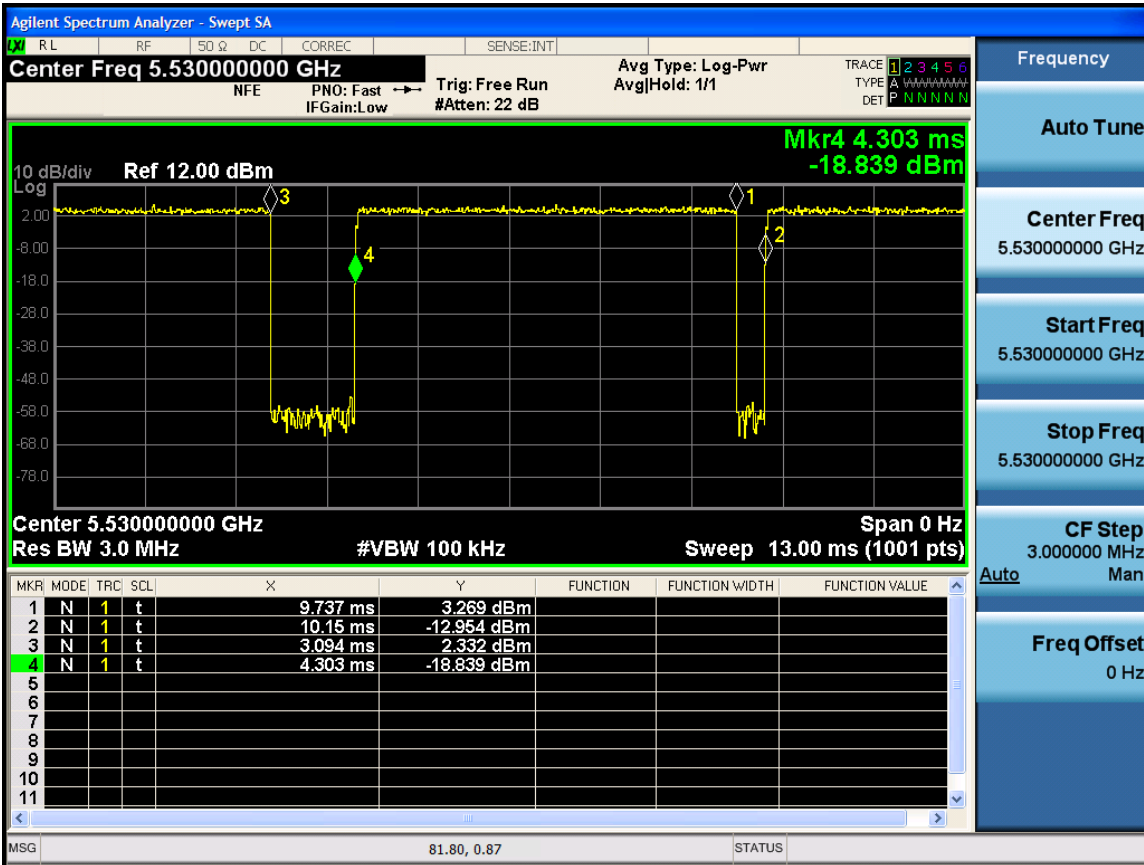 Agilent Spectrum Analyzer - Swept SA
LXI RL RF 50 Ω DC CORREC SENSE:INT
Center Freq 5.530000000 GHz
NFE PNO: Fast IFGain:Low
Trig: Free Run
#Atten: 22 dB
Avg Type: Log-Pwr
Avg|Hold: 1/1
TRACE 1 2 3 4 5 6
TYPE A WWWWW
DET P N N N N N
Mkr4 4.303 ms
-18.839 dBm
10 dB/div Ref 12.00 dBm
Log
2.00
-8.00
-18.0
-28.0
-38.0
-48.0
-58.0
-68.0
-78.0
3
4
1
2
Center 5.530000000 GHz Span 0 Hz
Res BW 3.0 MHz #VBW 100 kHz Sweep 13.00 ms (1001 pts)
MKR MODE TRC SCL X Y FUNCTION FUNCTION WIDTH FUNCTION VALUE
1 N 1 t 9.737 ms 3.269 dBm
2 N 1 t 10.15 ms -12.954 dBm
3 N 1 t 3.094 ms 2.332 dBm
4 N 1 t 4.303 ms -18.839 dBm
5
6
7
8
9
10
11
MSG 81.80, 0.87 STATUS
Frequency
Auto Tune
Center Freq
5.530000000 GHz
Start Freq
5.530000000 GHz
Stop Freq
5.530000000 GHz
CF Step
3.000000 MHz
Auto Man
Freq Offset
0 Hz